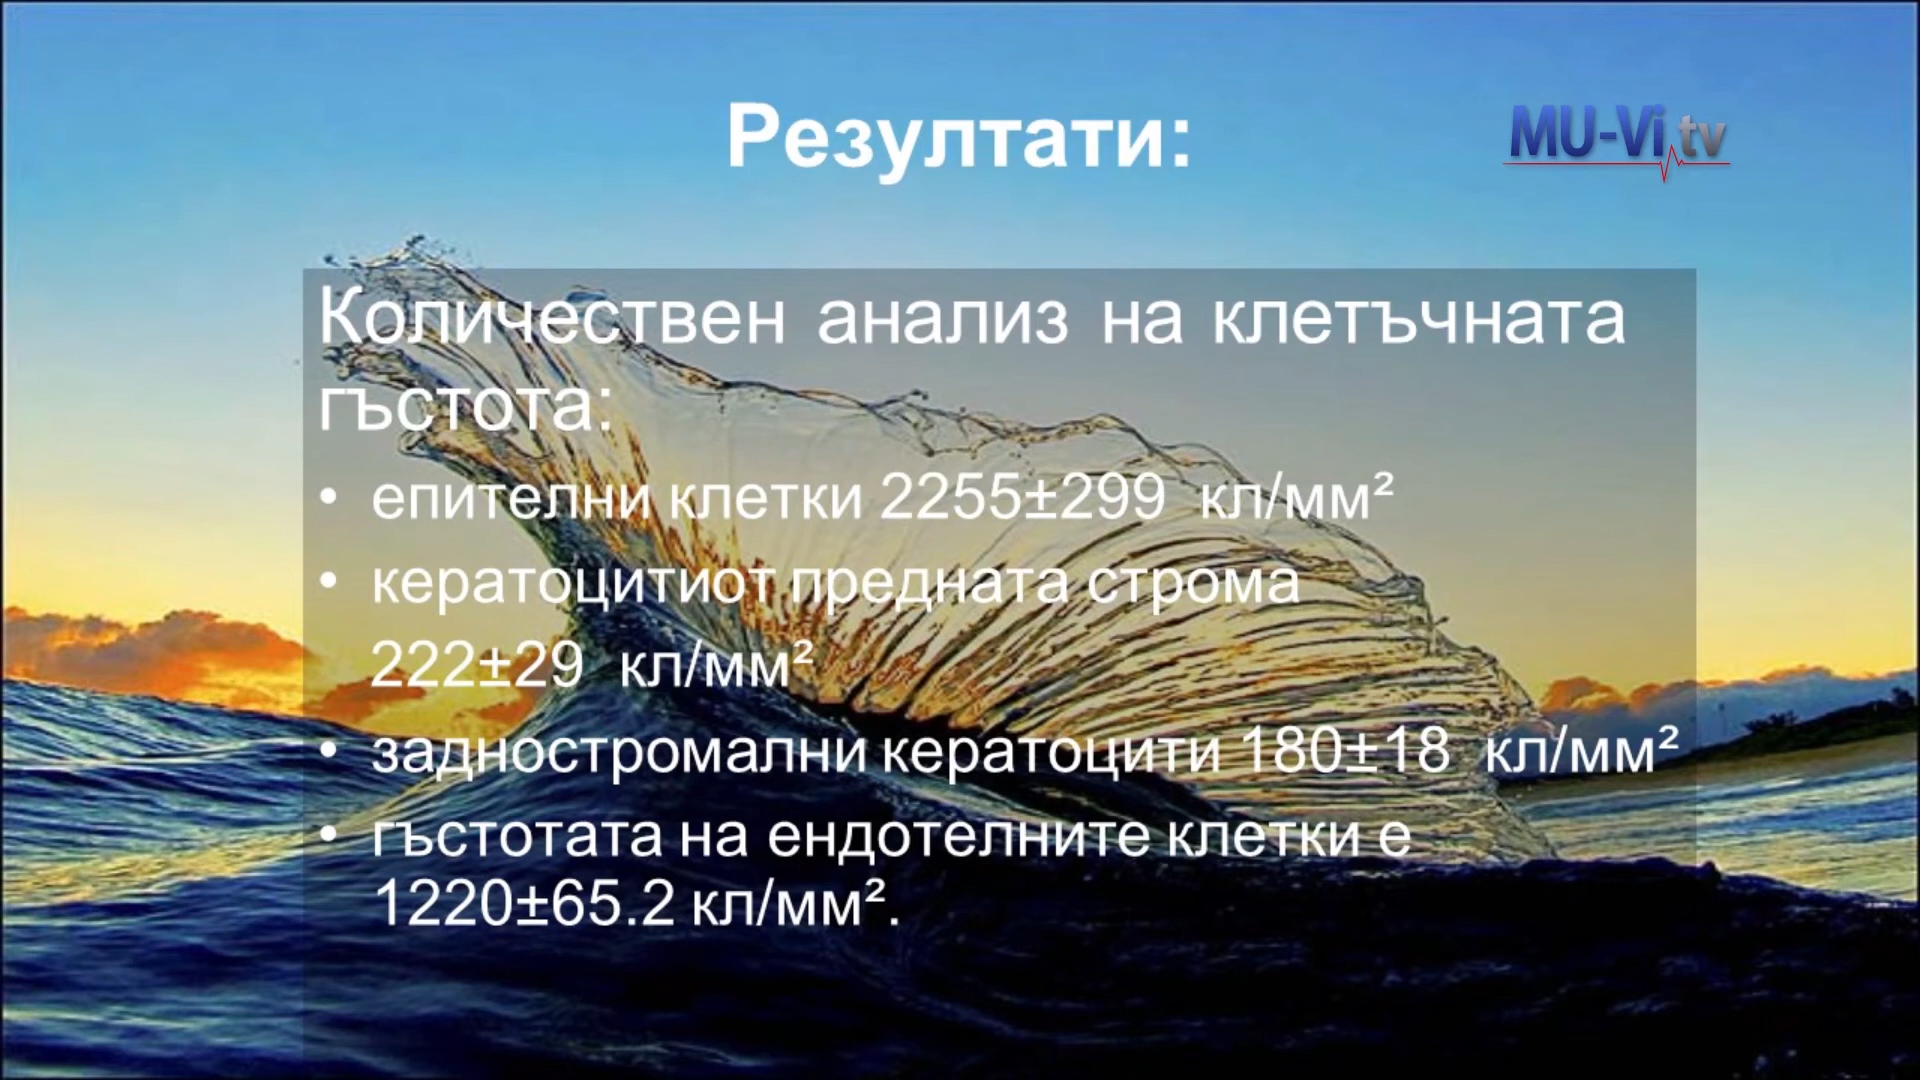 Резултати:
MU-Vi.tv
Количествен анализ на клетъчната
гъстота:
• епителни клетки 2255±299 кл/мм²
• кератоцитиот предната строма
222±29 кл/мм²
• заднострομални кератоцити 180±18 кл/мм²
• гъстотата на ендотелните клетки е
1220±65.2 кл/мм².